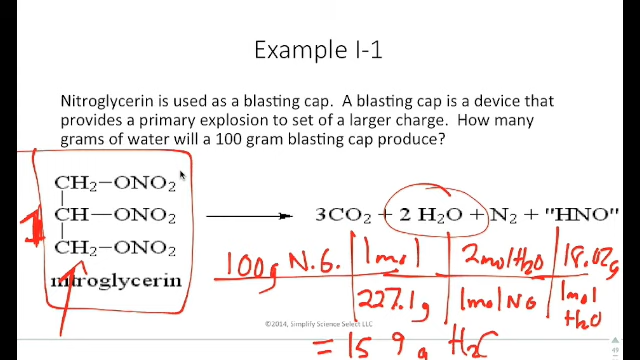 Example I-1
Nitroglycerin is used as a blasting cap. A blasting cap is a device that
provides a primary explosion to set of a larger charge. How many
grams of water will a 100 gram blasting cap produce?
CH2−ONO2
CH—ONO2
CH2−ONO2
nitroglycerin
1
3CO2 + 2 H2O + N2 + "HNO"
100g N.G. 1mol 2mol H2O 18.02g
227.1g 1mol NG 1mol H2O
= 15.9 g H2O
©2014, Simplify Science Select LLC